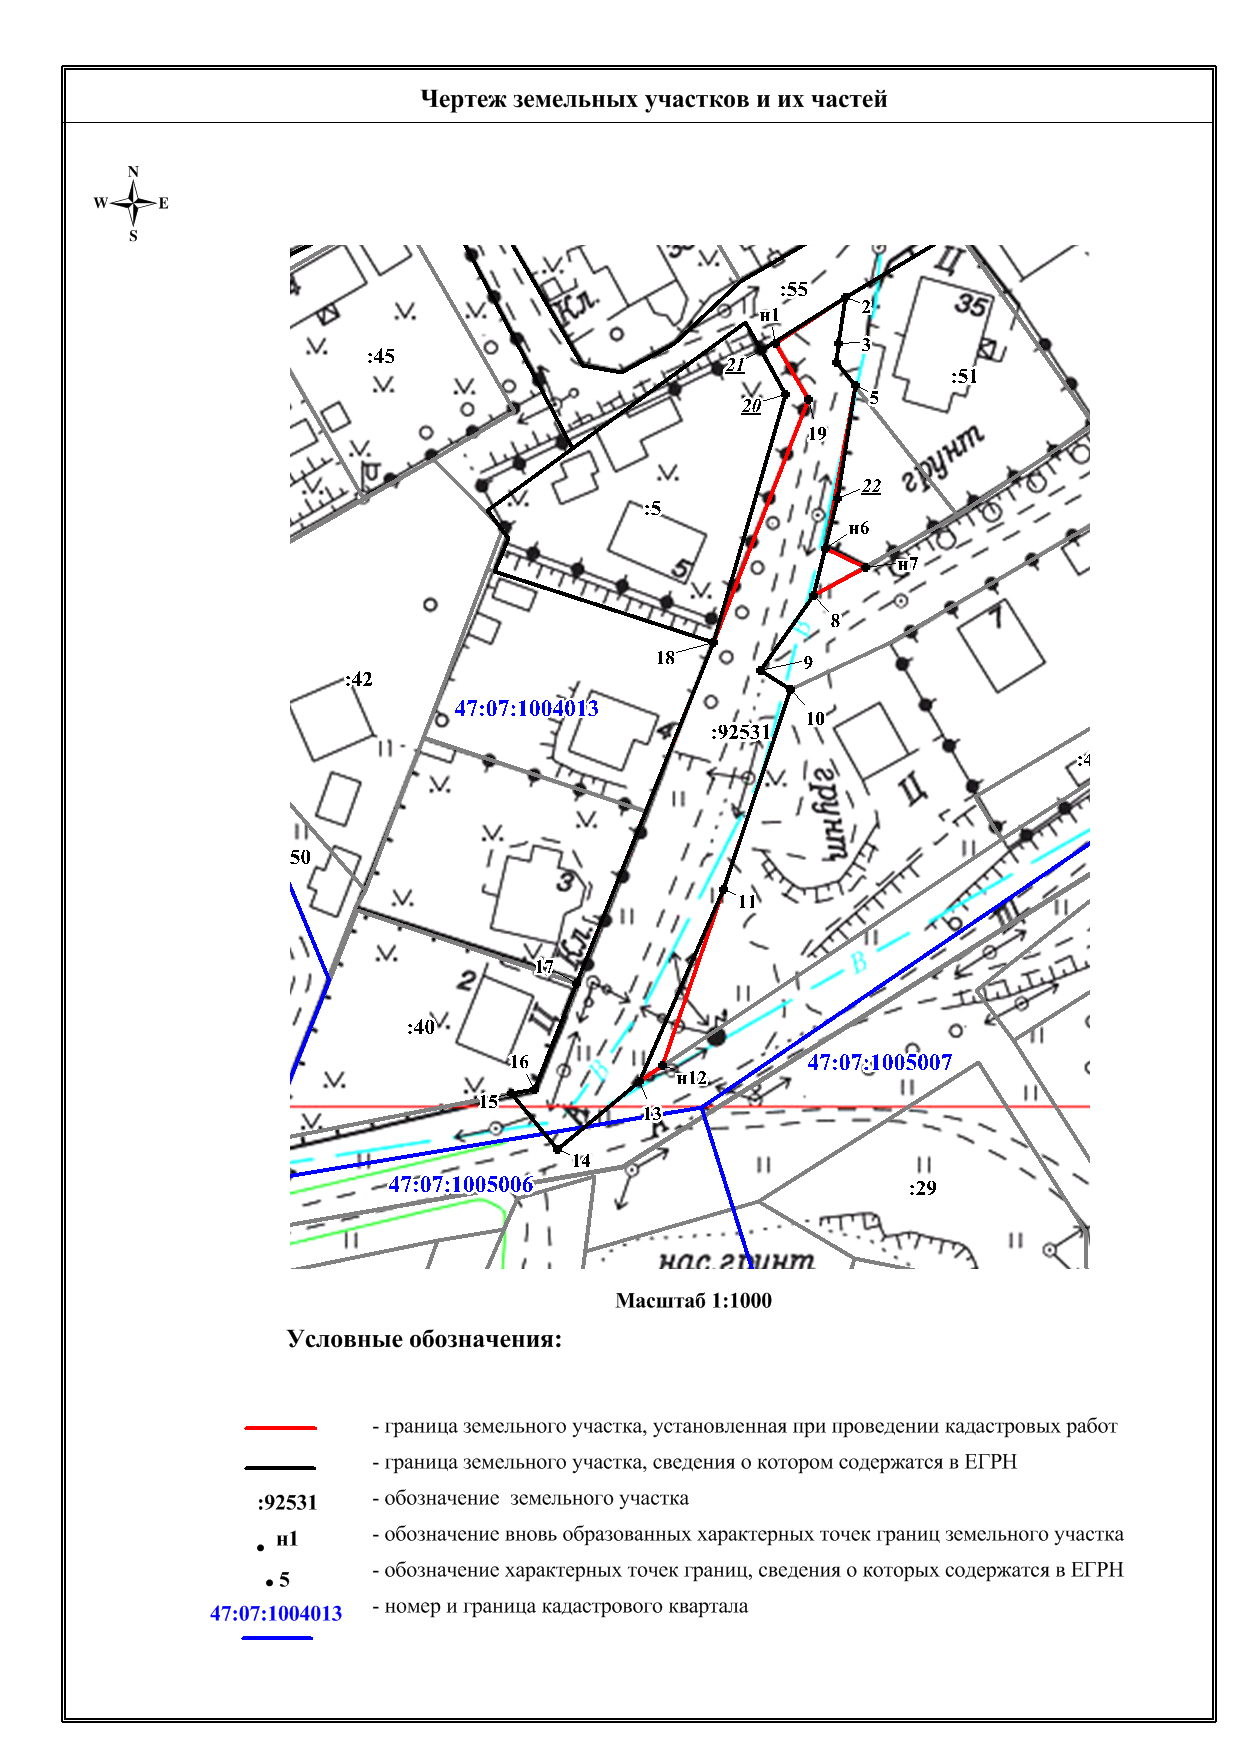 Чертеж земельных участков и их частей
N
W E
S
Ц
:55
2
35
н1
Кл.
3
:45
21
:51
5
20
19
грунт
22
:5
н6
5
н7
8
7
18
9
:42
47:07:1004013
10
4
:92531
:4
Ц
грунт
50
3
11
Кл.
17
В
2
Ц
:40
16
н12
47:07:1005007
В
15
13
14
47:07:1005006
:29
нас.грунт
Масштаб 1:1000
Условные обозначения:
- граница земельного участка, установленная при проведении кадастровых работ
- граница земельного участка, сведения о котором содержатся в ЕГРН
:92531 - обозначение земельного участка
н1 - обозначение вновь образованных характерных точек границ земельного участка
5 - обозначение характерных точек границ, сведения о которых содержатся в ЕГРН
47:07:1004013 - номер и граница кадастрового квартала